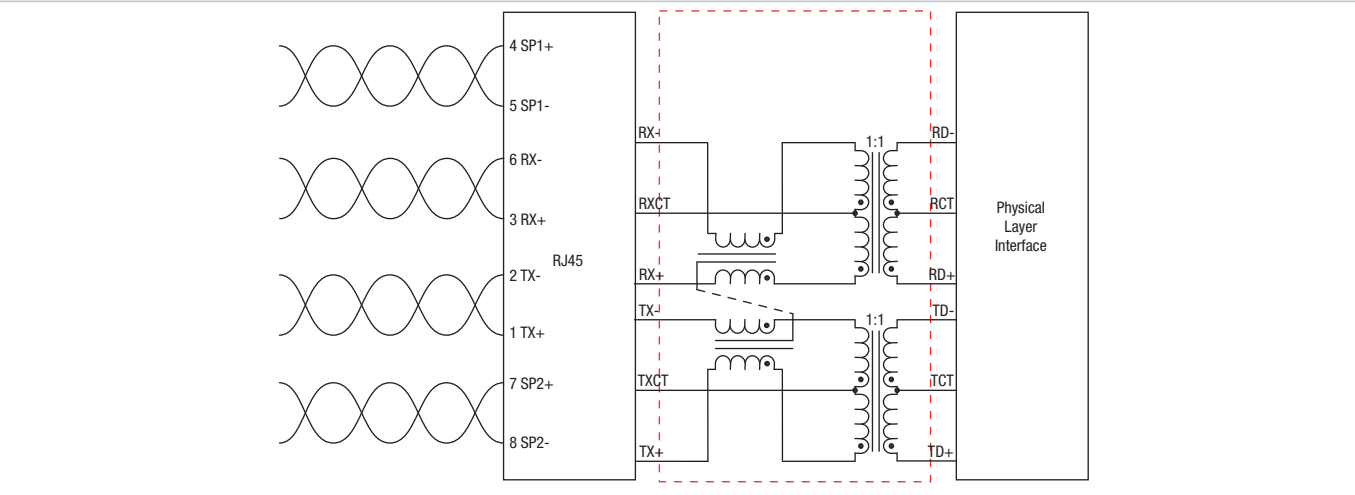 4 SP1+
5 SP1-
6 RX-
3 RX+
2 TX-
1 TX+
7 SP2+
8 SP2-
RJ45
RX-
RXCT
RX+
TX-
TXCT
TX+
1:1
1:1
RD-
RCT
RD+
TD-
TCT
TD+
Physical
Layer
Interface